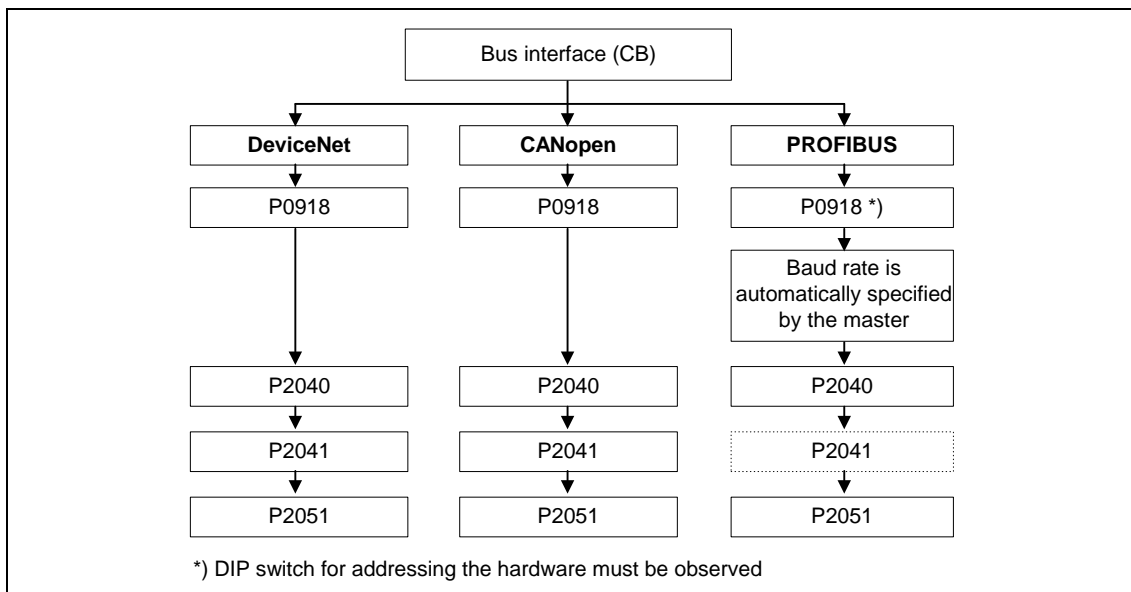 Bus interface (CB)
DeviceNet
CANopen
PROFIBUS
P0918
P0918
P0918 *)
Baud rate is
automatically specified
by the master
P2040
P2040
P2040
P2041
P2041
P2041
P2051
P2051
P2051
*) DIP switch for addressing the hardware must be observed